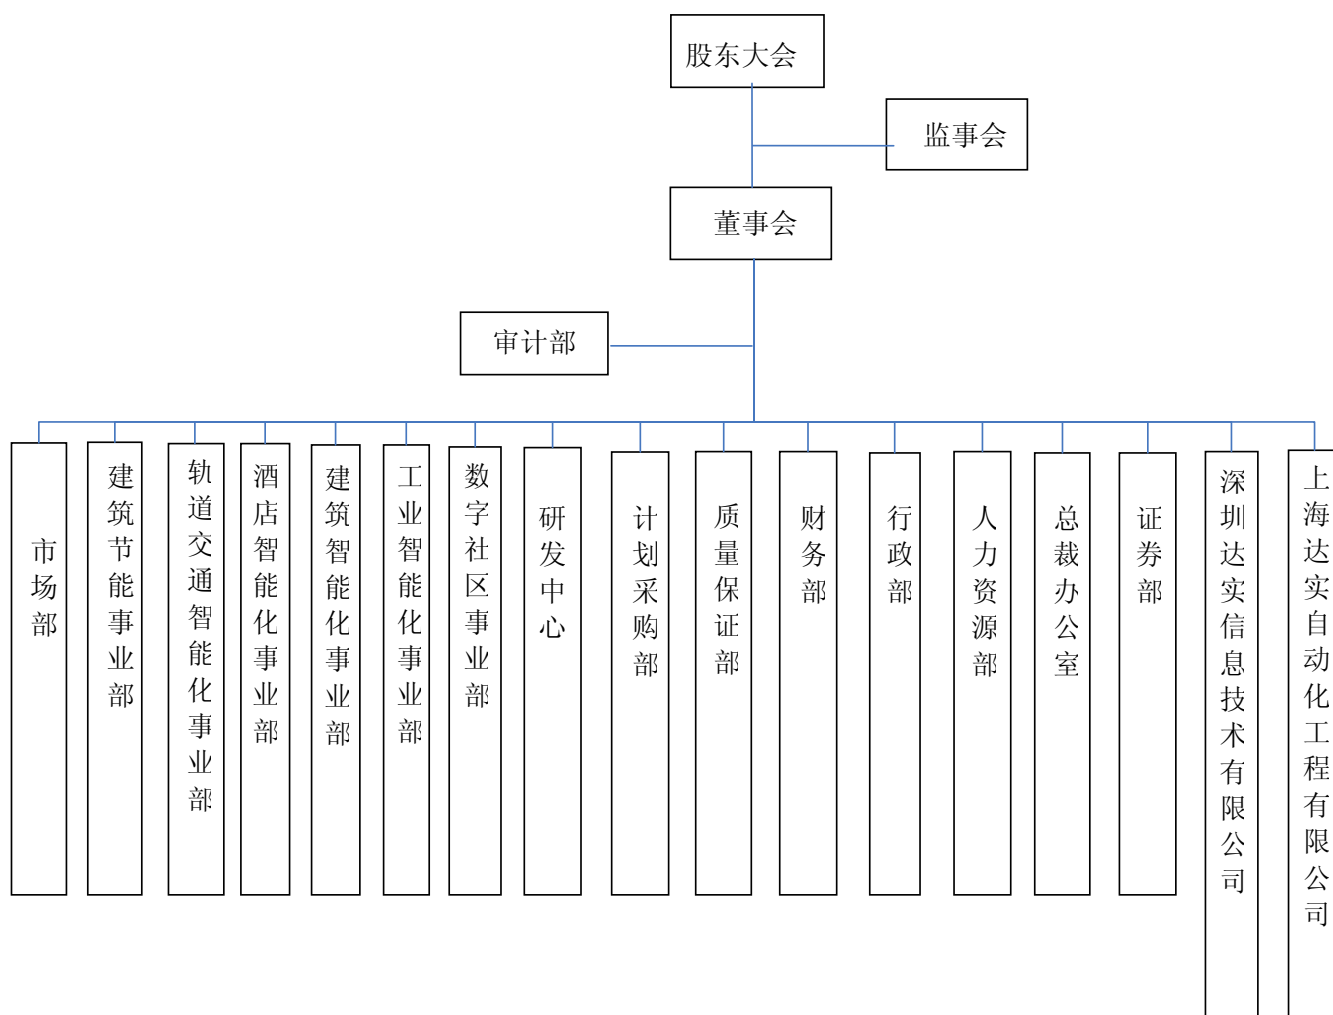 股东大会
监事会
董事会
审计部
市场部
建筑节能事业部
轨道交通智能化事业部
酒店智能化事业部
建筑智能化事业部
工业智能化事业部
数字社区事业部
研发中心
计划采购部
质量保证部
财务部
行政部
人力资源部
总裁办公室
证券部
深圳达实信息技术有限公司
上海达实自动化工程有限公司